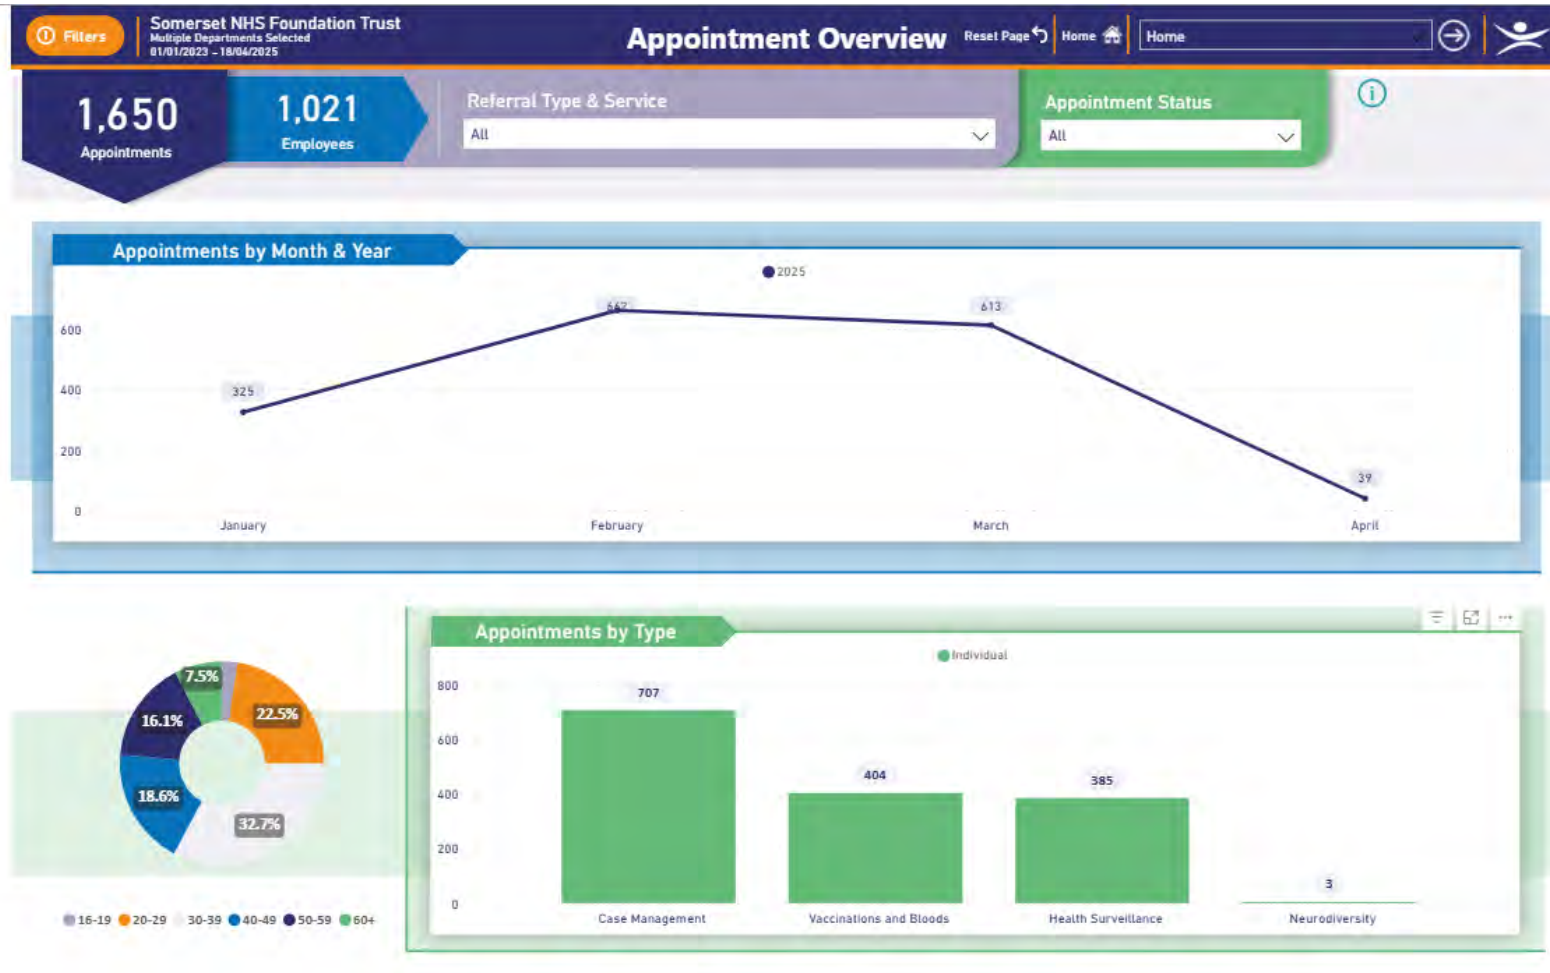 Filters
Somerset NHS Foundation Trust
Multiple Departments Selected
01/01/2023 - 18/04/2025
Appointment Overview
Reset Page
Home
Home
1,650
Appointments
1,021
Employees
Referral Type & Service
All
Appointment Status
All
i
Appointments by Month & Year
2025
600
400
200
0
325
662
613
39
January
February
March
April
7.5%
22.5%
16.1%
18.6%
32.7%
16-19 20-29 30-39 40-49 50-59 60+
Appointments by Type
Individual
800
600
400
200
0
707
404
385
3
Case Management
Vaccinations and Bloods
Health Surveillance
Neurodiversity